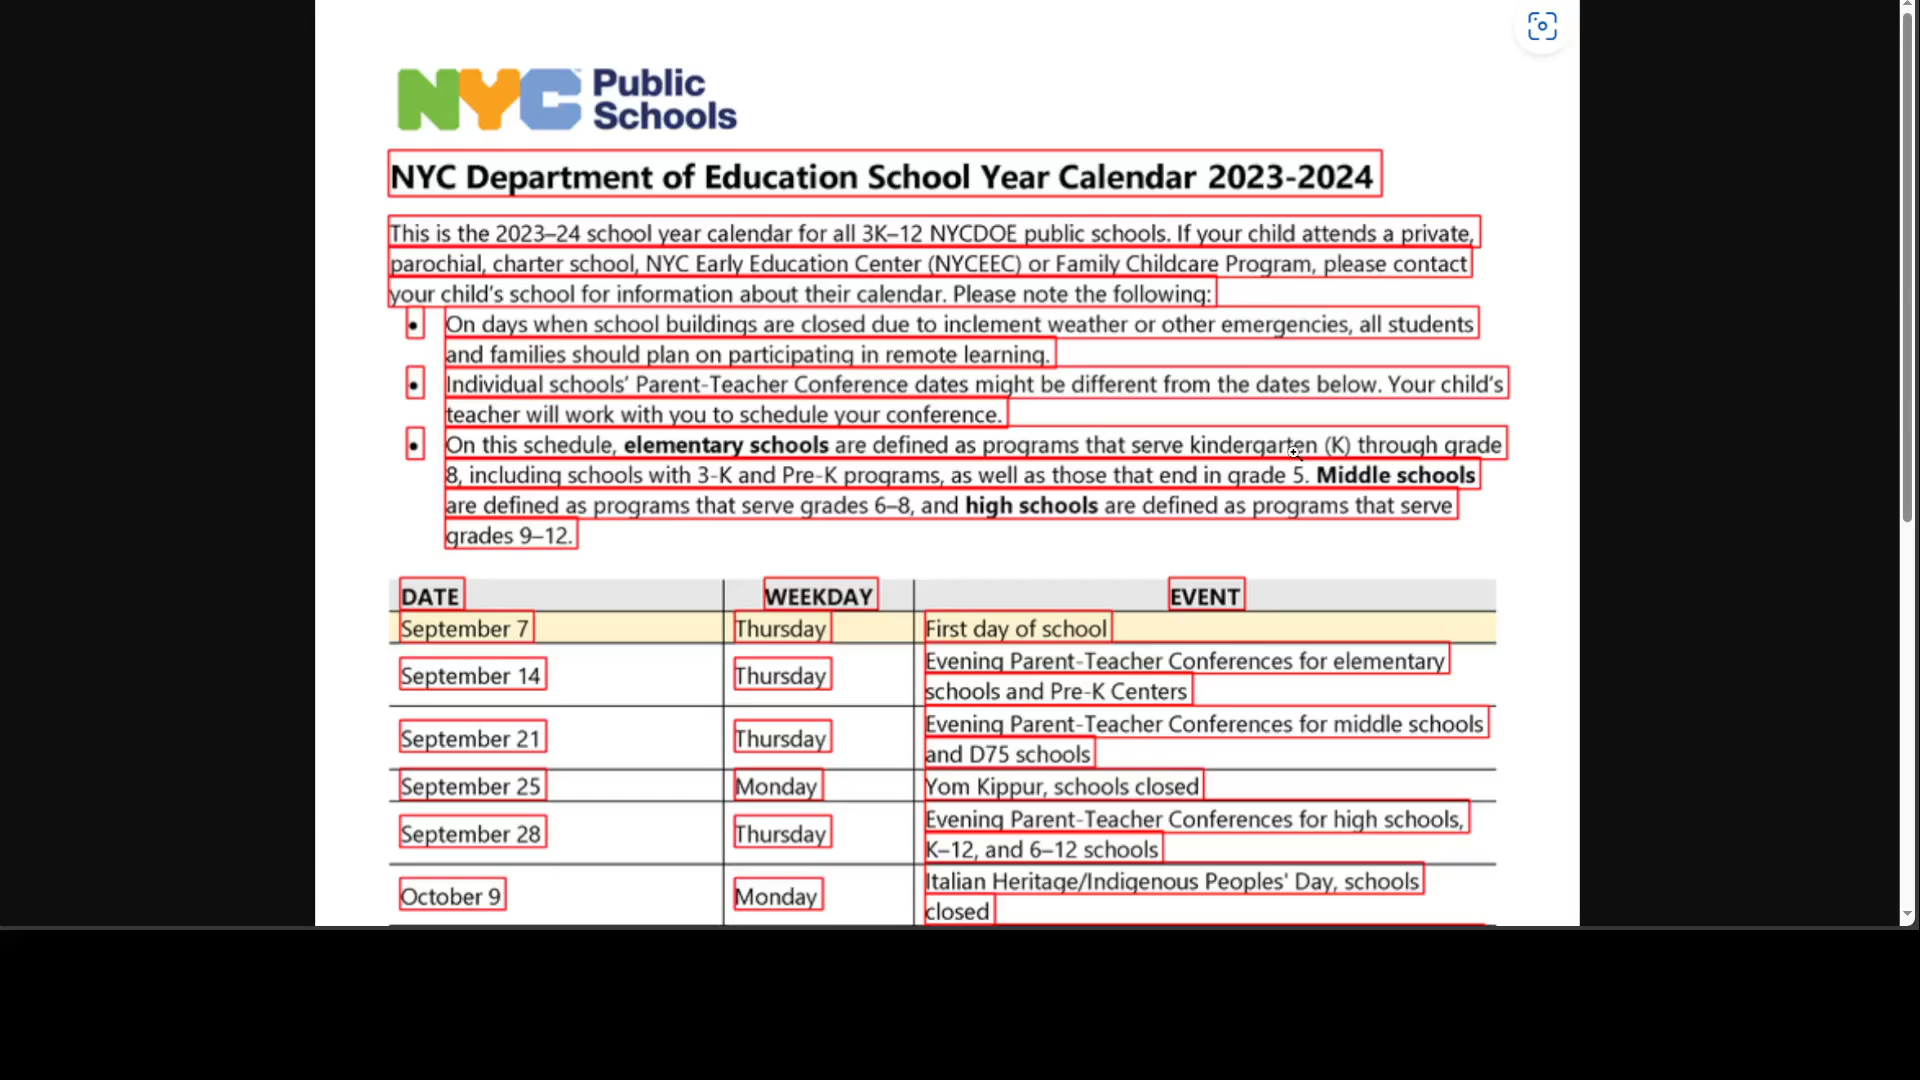 NYC Public
Schools
NYC Department of Education School Year Calendar 2023-2024
This is the 2023–24 school year calendar for all 3K–12 NYCDOE public schools. If your child attends a private,
parochial, charter school, NYC Early Education Center (NYCEEC) or Family Childcare Program, please contact
your child's school for information about their calendar. Please note the following:
• On days when school buildings are closed due to inclement weather or other emergencies, all students
and families should plan on participating in remote learning.
• Individual schools' Parent-Teacher Conference dates might be different from the dates below. Your child's
teacher will work with you to schedule your conference.
• On this schedule, elementary schools are defined as programs that serve kindergarten (K) through grade
8, including schools with 3-K and Pre-K programs, as well as those that end in grade 5. Middle schools
are defined as programs that serve grades 6–8, and high schools are defined as programs that serve
grades 9–12.
DATE WEEKDAY EVENT
September 7 Thursday First day of school
September 14 Thursday Evening Parent-Teacher Conferences for elementary
schools and Pre-K Centers
September 21 Thursday Evening Parent-Teacher Conferences for middle schools
and D75 schools
September 25 Monday Yom Kippur, schools closed
September 28 Thursday Evening Parent-Teacher Conferences for high schools,
K–12, and 6–12 schools
October 9 Monday Italian Heritage/Indigenous Peoples' Day, schools
closed